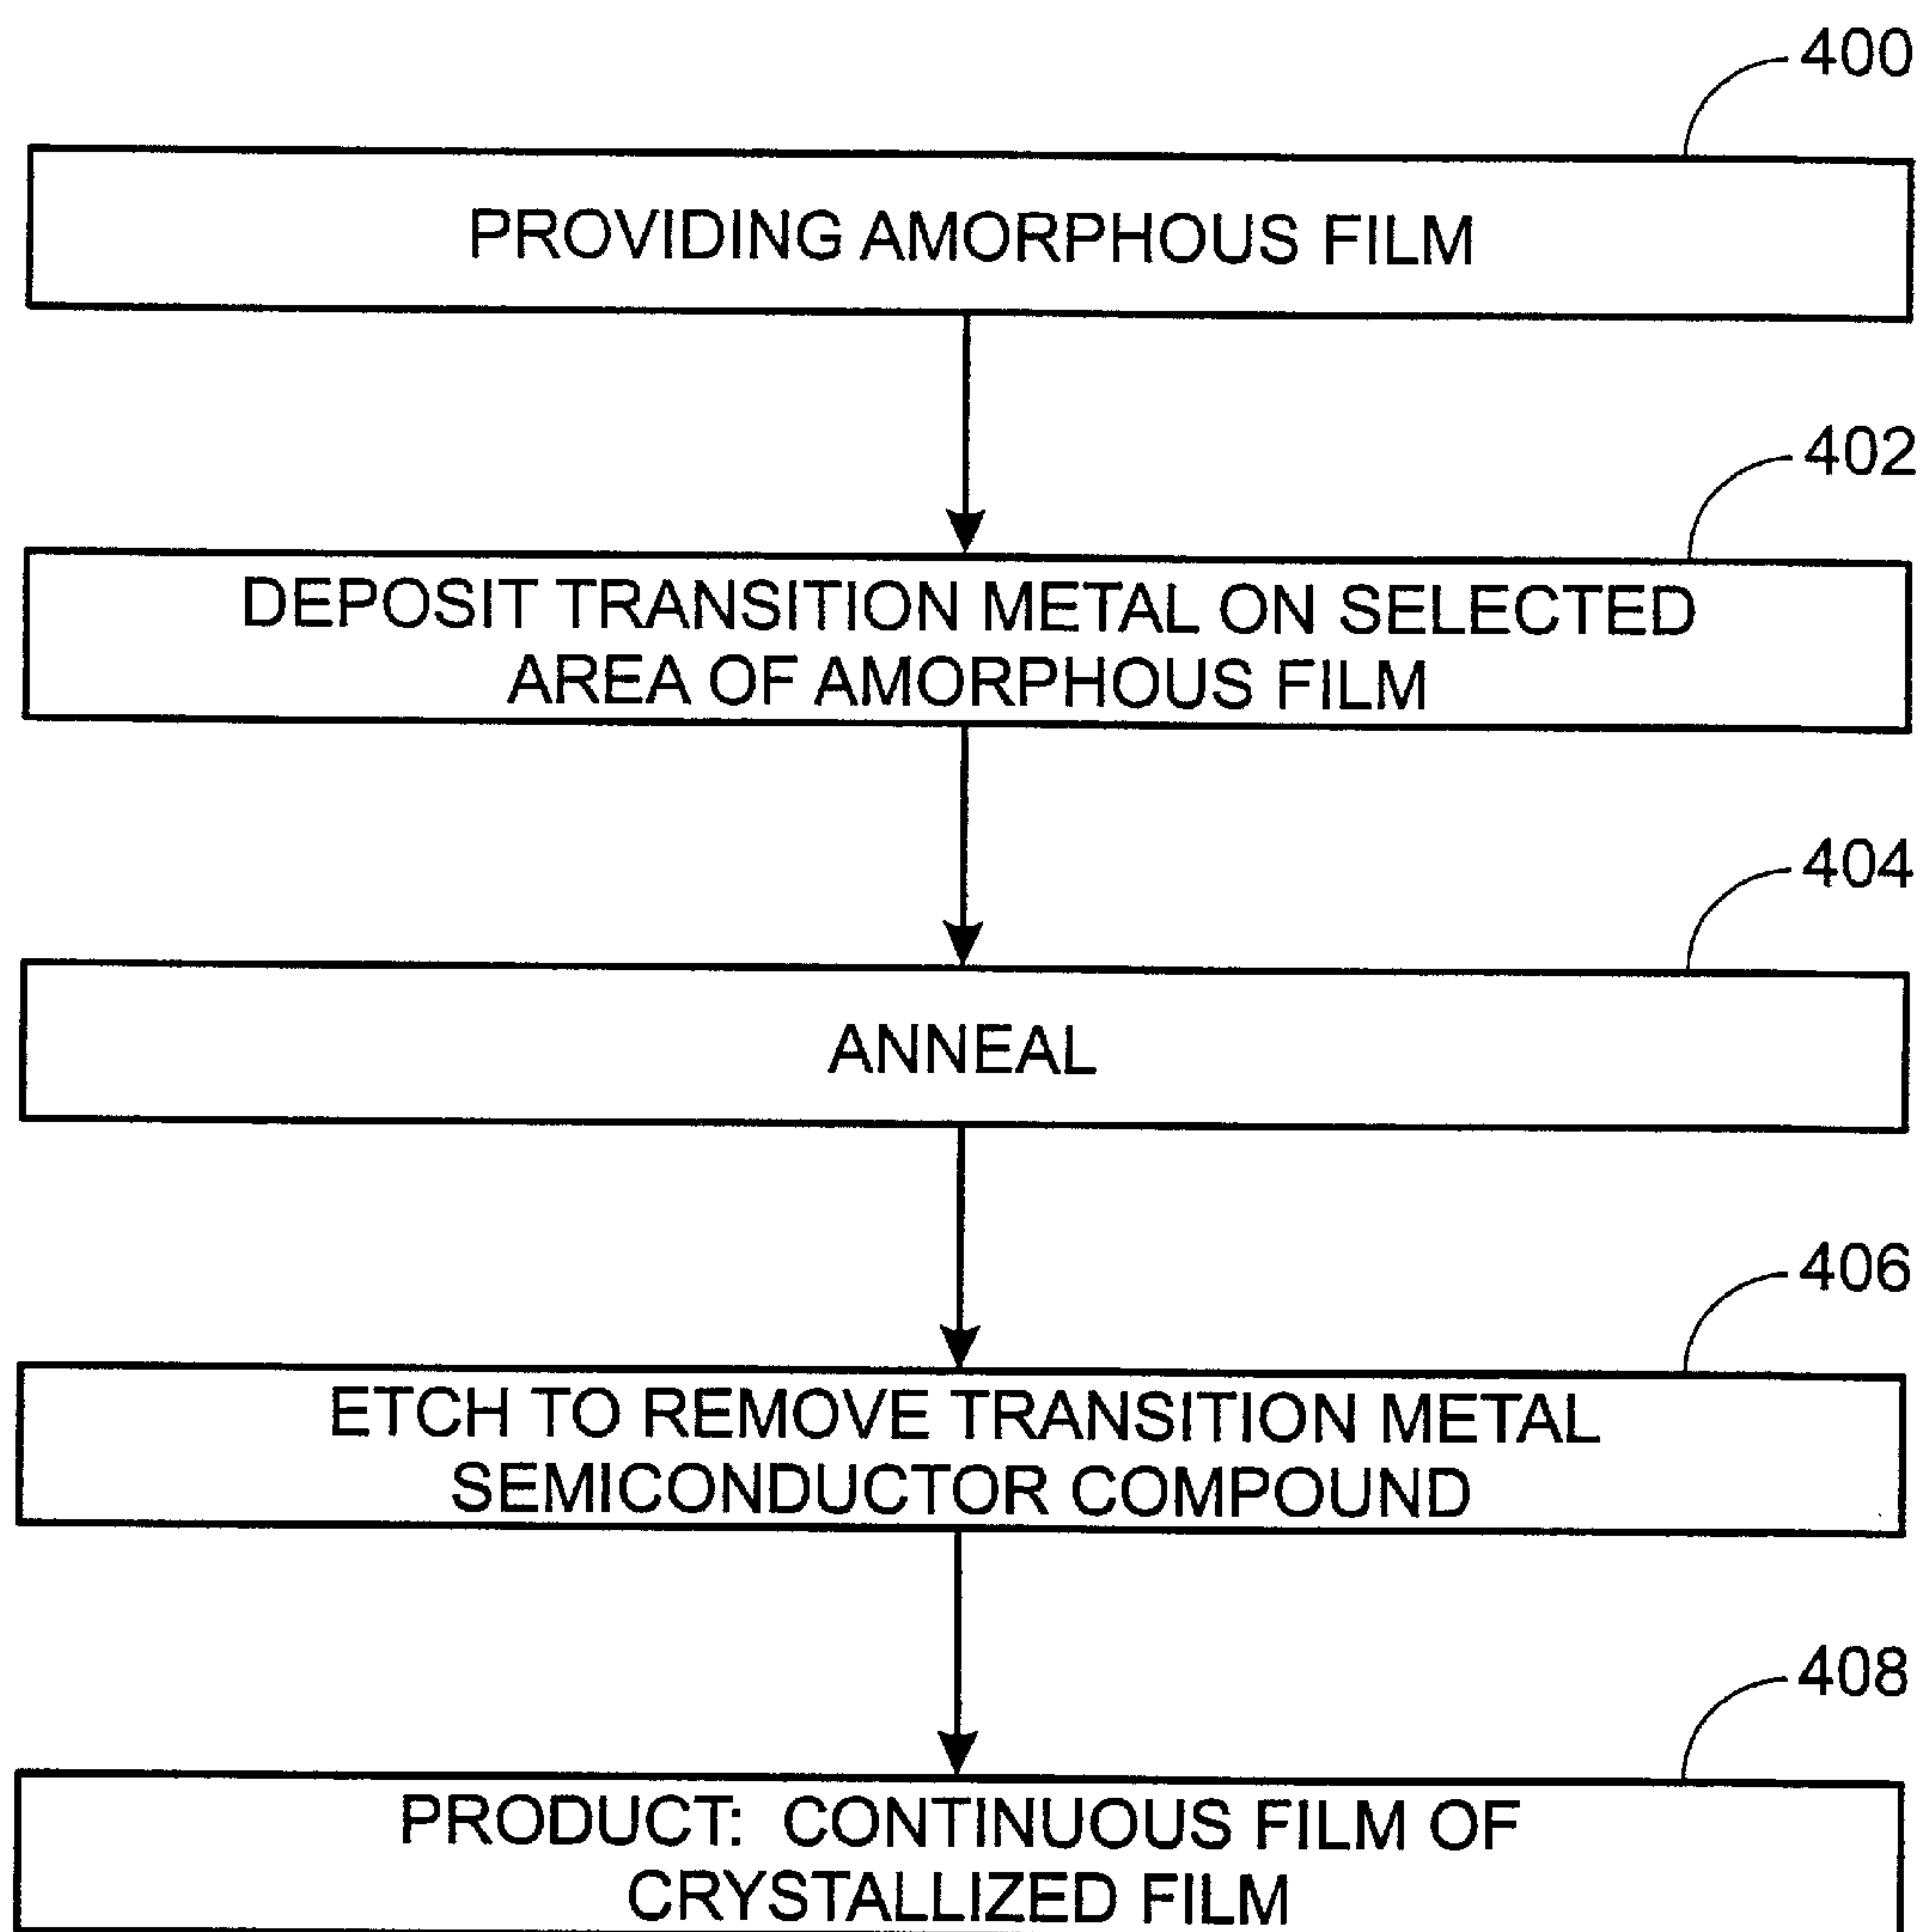 400
PROVIDING AMORPHOUS FILM
402
DEPOSIT TRANSITION METAL ON SELECTED
AREA OF AMORPHOUS FILM
404
ANNEAL
406
ETCH TO REMOVE TRANSITION METAL
SEMICONDUCTOR COMPOUND
408
PRODUCT: CONTINUOUS FILM OF
CRYSTALLIZED FILM